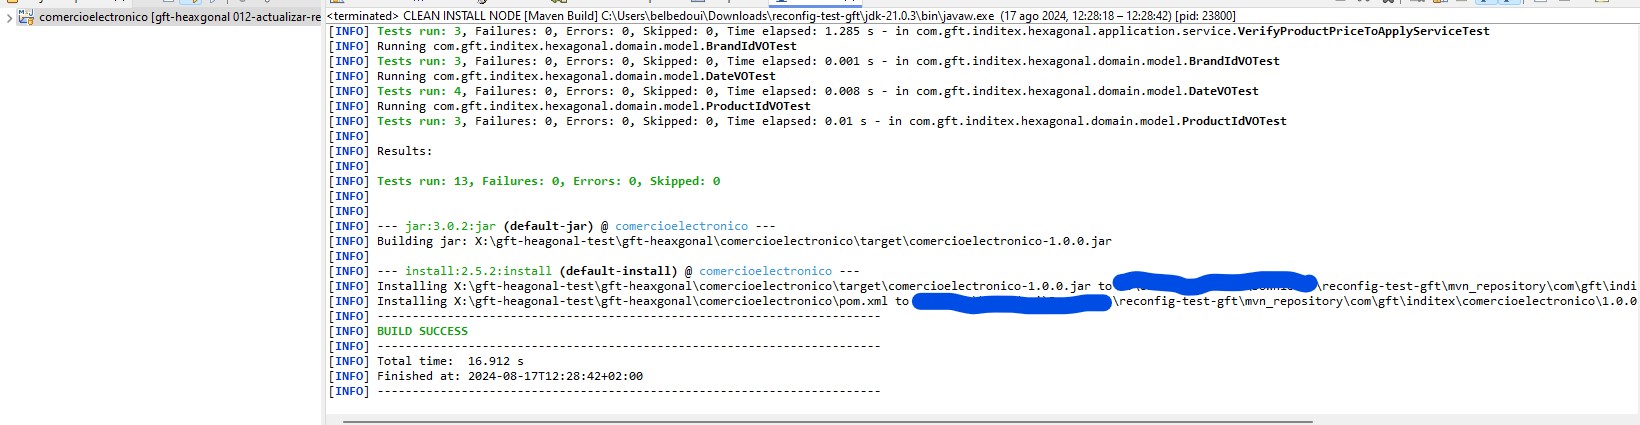 comercioelectronico [gft-heaxgonal 012-actualizar-re
<terminated> CLEAN INSTALL NODE [Maven Build] C:\Users\belbedoui\Downloads\reconfig-test-gft\jdk-21.0.3\bin\javaw.exe (17 ago 2024, 12:28:18 – 12:28:42) [pid: 23800]
[INFO] Tests run: 3, Failures: 0, Errors: 0, Skipped: 0, Time elapsed: 1.285 s - in com.gft.inditex.hexagonal.application.service.VerifyProductPriceToApplyServiceTest
[INFO] Running com.gft.inditex.hexagonal.domain.model.BrandIdVOTest
[INFO] Tests run: 3, Failures: 0, Errors: 0, Skipped: 0, Time elapsed: 0.001 s - in com.gft.inditex.hexagonal.domain.model.BrandIdVOTest
[INFO] Running com.gft.inditex.hexagonal.domain.model.DateVOTest
[INFO] Tests run: 4, Failures: 0, Errors: 0, Skipped: 0, Time elapsed: 0.008 s - in com.gft.inditex.hexagonal.domain.model.DateVOTest
[INFO] Running com.gft.inditex.hexagonal.domain.model.ProductIdVOTest
[INFO] Tests run: 3, Failures: 0, Errors: 0, Skipped: 0, Time elapsed: 0.01 s - in com.gft.inditex.hexagonal.domain.model.ProductIdVOTest
[INFO]
[INFO] Results:
[INFO]
[INFO] Tests run: 13, Failures: 0, Errors: 0, Skipped: 0
[INFO]
[INFO]
[INFO] --- jar:3.0.2:jar (default-jar) @ comercioelectronico ---
[INFO] Building jar: X:\gft-heagonal-test\gft-heaxgonal\comercioelectronico\target\comercioelectronico-1.0.0.jar
[INFO]
[INFO] --- install:2.5.2:install (default-install) @ comercioelectronico ---
[INFO] Installing X:\gft-heagonal-test\gft-heaxgonal\comercioelectronico\target\comercioelectronico-1.0.0.jar to \reconfig-test-gft\mvn_repository\com\gft\indi
[INFO] Installing X:\gft-heagonal-test\gft-heaxgonal\comercioelectronico\pom.xml to \reconfig-test-gft\mvn_repository\com\gft\inditex\comercioelectronico\1.0.0
[INFO] ------------------------------------------------------------------------
[INFO] BUILD SUCCESS
[INFO] ------------------------------------------------------------------------
[INFO] Total time:  16.912 s
[INFO] Finished at: 2024-08-17T12:28:42+02:00
[INFO] ------------------------------------------------------------------------